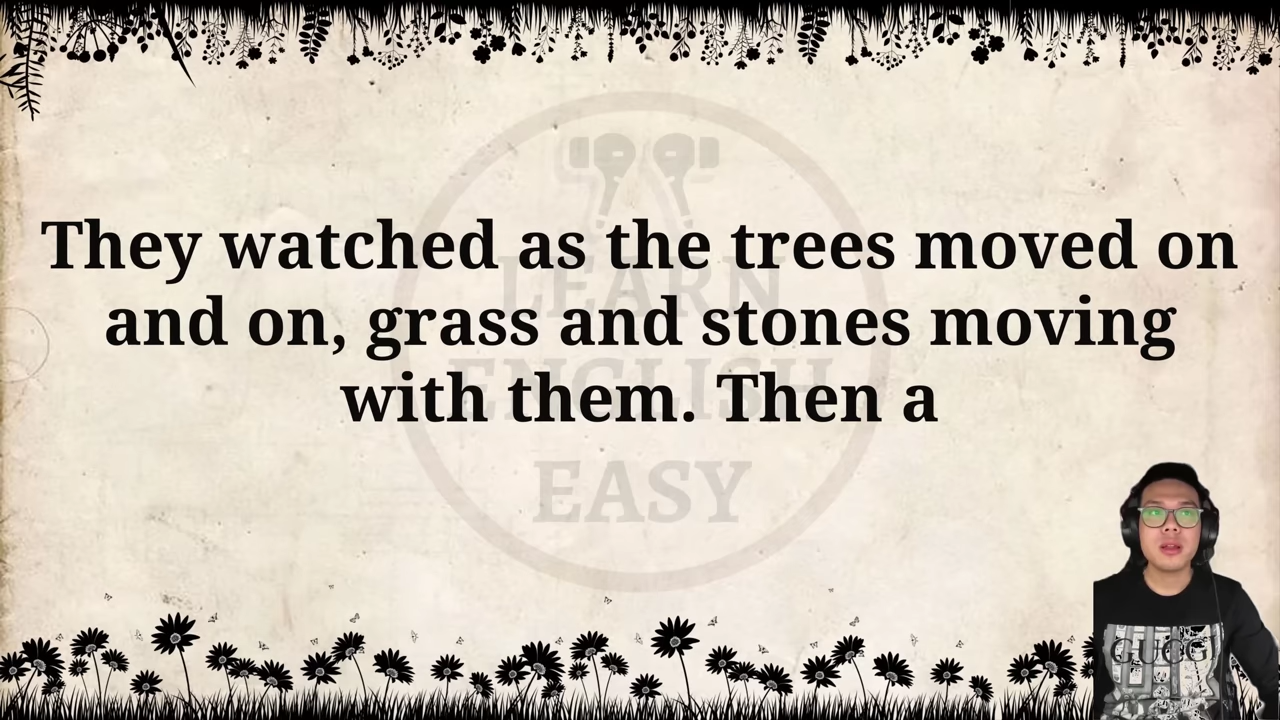 They watched as the trees moved on
and on, grass and stones moving
with them. Then a
LEARN
ENGLISH
EASY
GUCCI